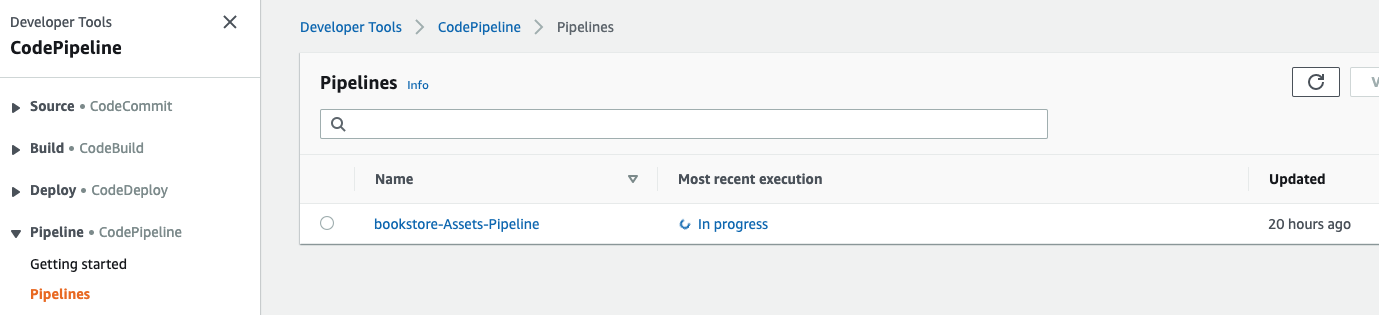 Developer Tools
CodePipeline
Source • CodeCommit
Build • CodeBuild
Deploy • CodeDeploy
Pipeline • CodePipeline
Getting started
Pipelines
Developer Tools > CodePipeline > Pipelines
Pipelines Info
Name Most recent execution Updated
bookstore-Assets-Pipeline In progress 20 hours ago